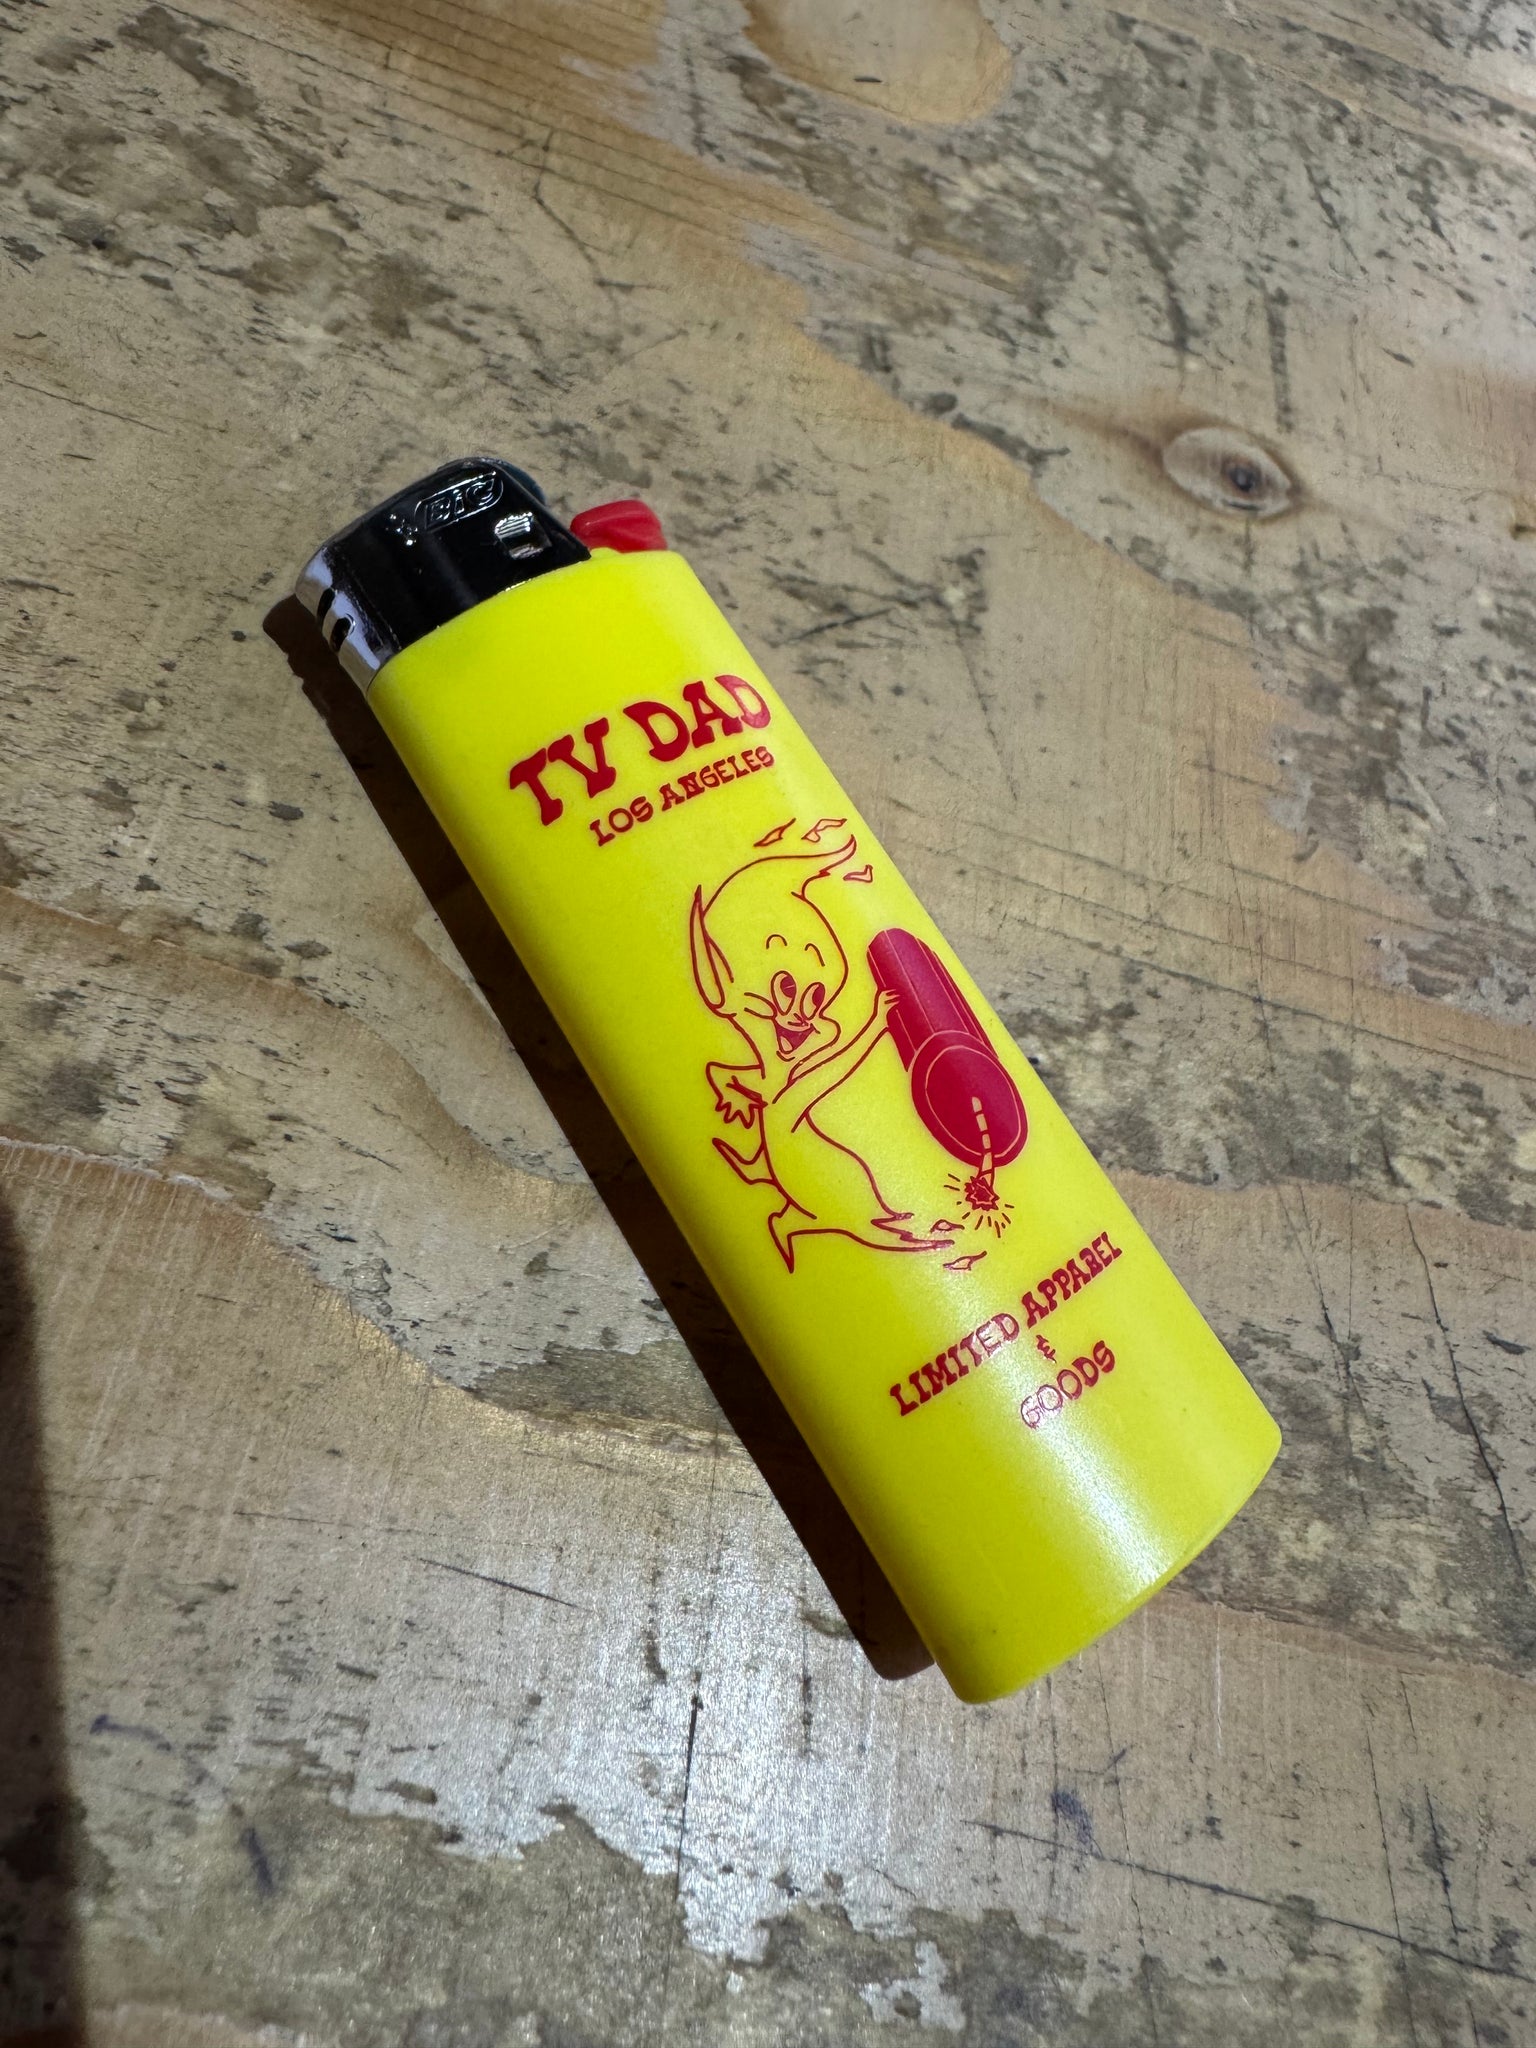 BIC
TV DAD
LOS ANGELES
LIMITED APPAREL
&
GOODS